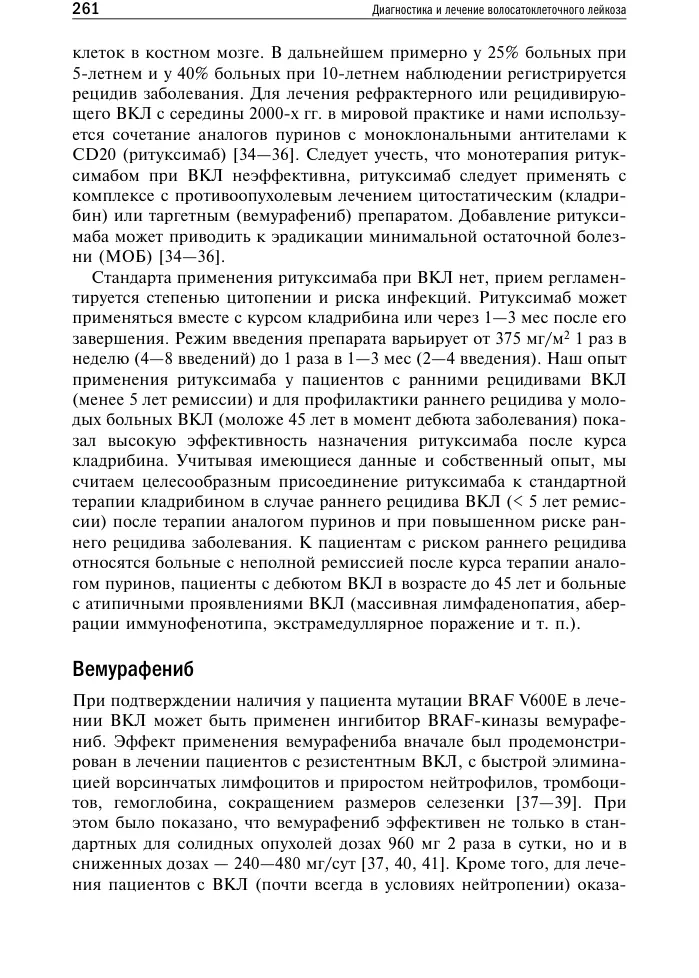 261
Диагностика и лечение волосатоклеточного лейкоза
клеток в костном мозге. В дальнейшем примерно у 25% больных при
5-летнем и у 40% больных при 10-летнем наблюдении регистрируется
рецидив заболевания. Для лечения рефрактерного или рецидивирую-
щего ВКЛ с середины 2000-х гг. в мировой практике и нами использу-
ется сочетание аналогов пуринов с моноклональными антителами к
CD20 (ритуксимаб) [34—36]. Следует учесть, что монотерапия ритук-
симабом при ВКЛ неэффективна, ритуксимаб следует применять с
комплексе с противоопухолевым лечением цитостатическим (кладри-
бин) или таргетным (вемурафениб) препаратом. Добавление ритукси-
маба может приводить к эрадикации минимальной остаточной болез-
ни (МОБ) [34—36].
Стандарта применения ритуксимаба при ВКЛ нет, прием регламен-
тируется степенью цитопении и риска инфекций. Ритуксимаб может
применяться вместе с курсом кладрибина или через 1—3 мес после его
завершения. Режим введения препарата варьирует от 375 мг/м² 1 раз в
неделю (4—8 введений) до 1 раза в 1—3 мес (2—4 введения). Наш опыт
применения ритуксимаба у пациентов с ранними рецидивами ВКЛ
(менее 5 лет ремиссии) и для профилактики раннего рецидива у моло-
дых больных ВКЛ (моложе 45 лет в момент дебюта заболевания) пока-
зал высокую эффективность назначения ритуксимаба после курса
кладрибина. Учитывая имеющиеся данные и собственный опыт, мы
считаем целесообразным присоединение ритуксимаба к стандартной
терапии кладрибином в случае раннего рецидива ВКЛ (< 5 лет ремис-
сии) после терапии аналогом пуринов и при повышенном риске ран-
него рецидива заболевания. К пациентам с риском раннего рецидива
относятся больные с неполной ремиссией после курса терапии анало-
гом пуринов, пациенты с дебютом ВКЛ в возрасте до 45 лет и больные
с атипичными проявлениями ВКЛ (массивная лимфаденопатия, абер-
рации иммунофенотипа, экстрамедуллярное поражение и т. п.).
Вемурафениб
При подтверждении наличия у пациента мутации BRAF V600E в лече-
нии ВКЛ может быть применен ингибитор BRAF-киназы вемурафе-
ниб. Эффект применения вемурафениба вначале был продемонстри-
рован в лечении пациентов с резистентным ВКЛ, с быстрой элимина-
цией ворсинчатых лимфоцитов и приростом нейтрофилов, тромбоци-
тов, гемоглобина, сокращением размеров селезенки [37—39]. При
этом было показано, что вемурафениб эффективен не только в стан-
дартных для солидных опухолей дозах 960 мг 2 раза в сутки, но и в
сниженных дозах — 240—480 мг/сут [37, 40, 41]. Кроме того, для лече-
ния пациентов с ВКЛ (почти всегда в условиях нейтропении) оказа-